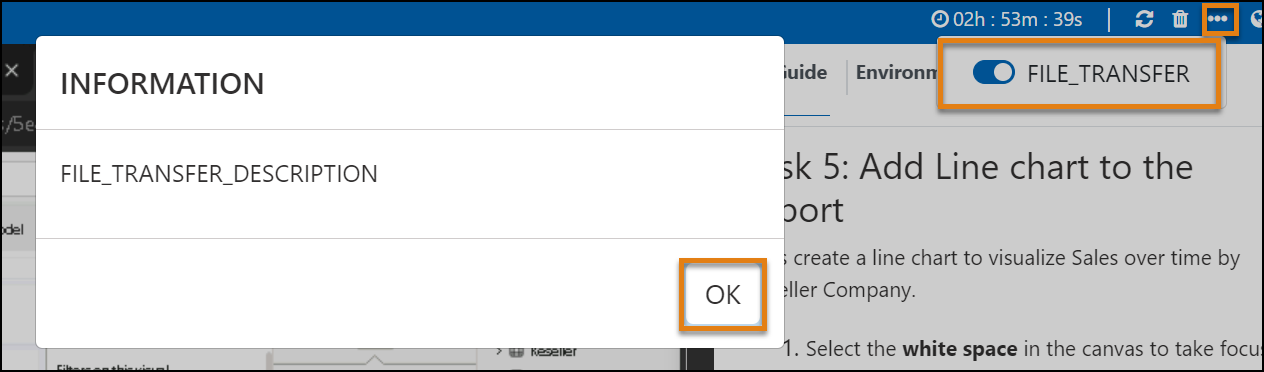 02h : 53m : 39s
INFORMATION
Guide
Environm
FILE_TRANSFER
FILE_TRANSFER_DESCRIPTION
sk 5: Add Line chart to the
port
create a line chart to visualize Sales over time by
eller Company.
OK
1. Select the white space in the canvas to take focus
odel
Filters on this visual
Reseller